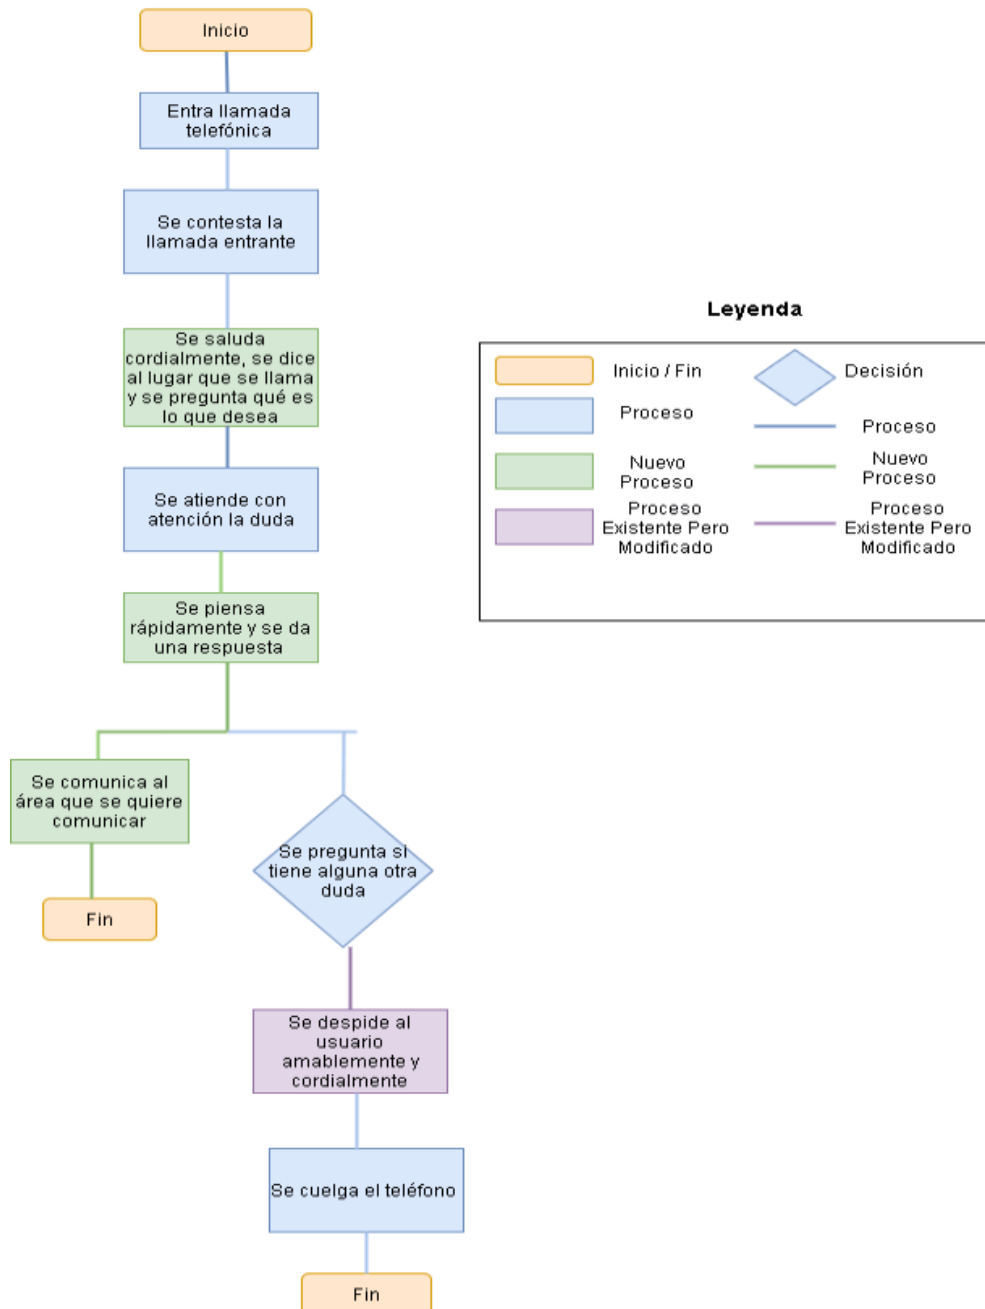 Inicio
Entra llamada
telefónica
Se contesta la
llamada entrante
Se saluda
cordialmente, se dice
al lugar que se llama
y se pregunta qué es
lo que desea
Se atiende con
atención la duda
Se piensa
rápidamente y se da
una respuesta
Se comunica al
área que se quiere
comunicar
Fin
Se pregunta si
tiene alguna otra
duda
Se despide al
usuario
amablemente y
cordialmente
Se cuelga el teléfono
Fin
Leyenda
Inicio / Fin
Proceso
Nuevo
Proceso
Proceso
Existente Pero
Modificado
Decisión
Proceso
Nuevo
Proceso
Proceso
Existente Pero
Modificado